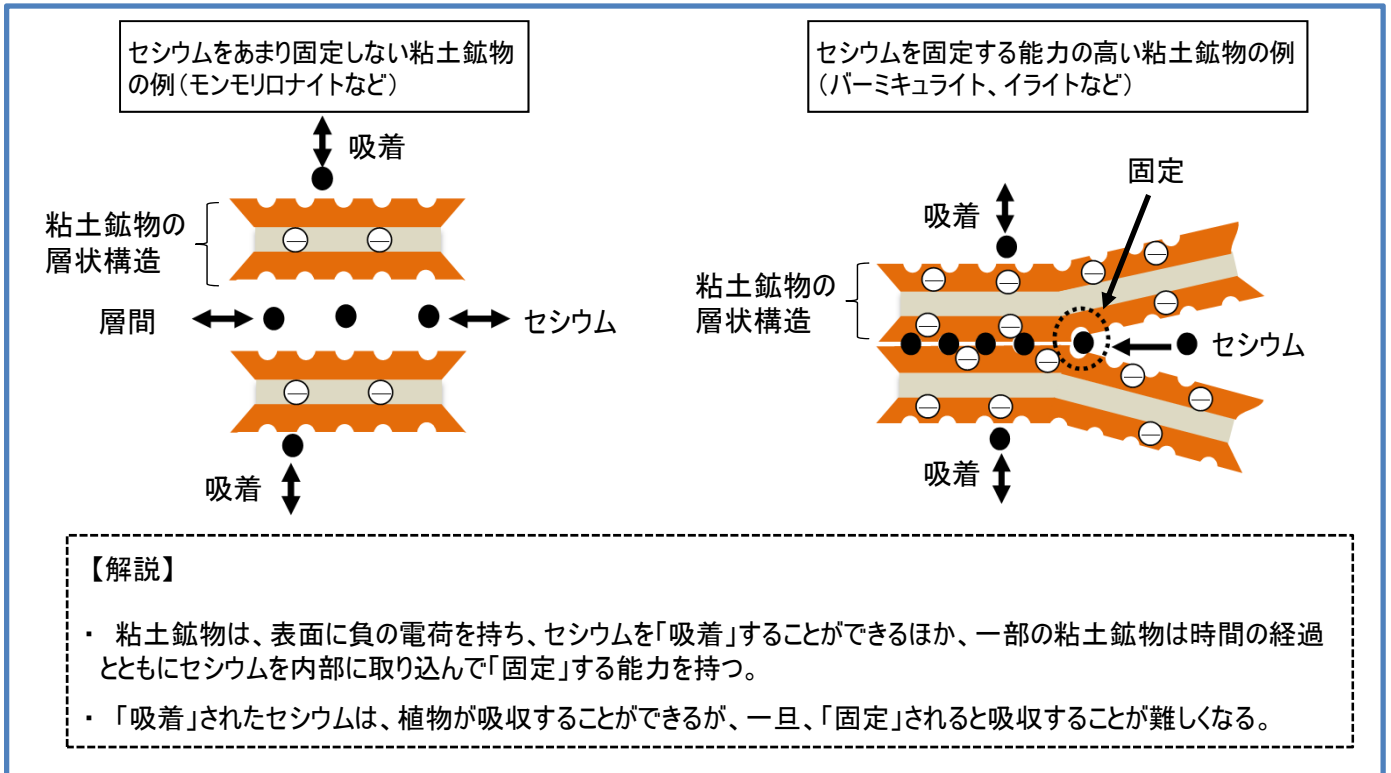 セシウムをあまり固定しない粘土鉱物
の例(モンモリロナイトなど)
吸着
粘土鉱物の
層状構造
層間
セシウム
吸着
セシウムを固定する能力の高い粘土鉱物の例
(バーミキュライト、イライトなど)
固定
吸着
粘土鉱物の
層状構造
セシウム
吸着
【解説】
・ 粘土鉱物は、表面に負の電荷を持ち、セシウムを「吸着」することができるほか、一部の粘土鉱物は時間の経過
とともにセシウムを内部に取り込んで「固定」する能力を持つ。
・ 「吸着」されたセシウムは、植物が吸収することができるが、一旦、「固定」されると吸収することが難しくなる。